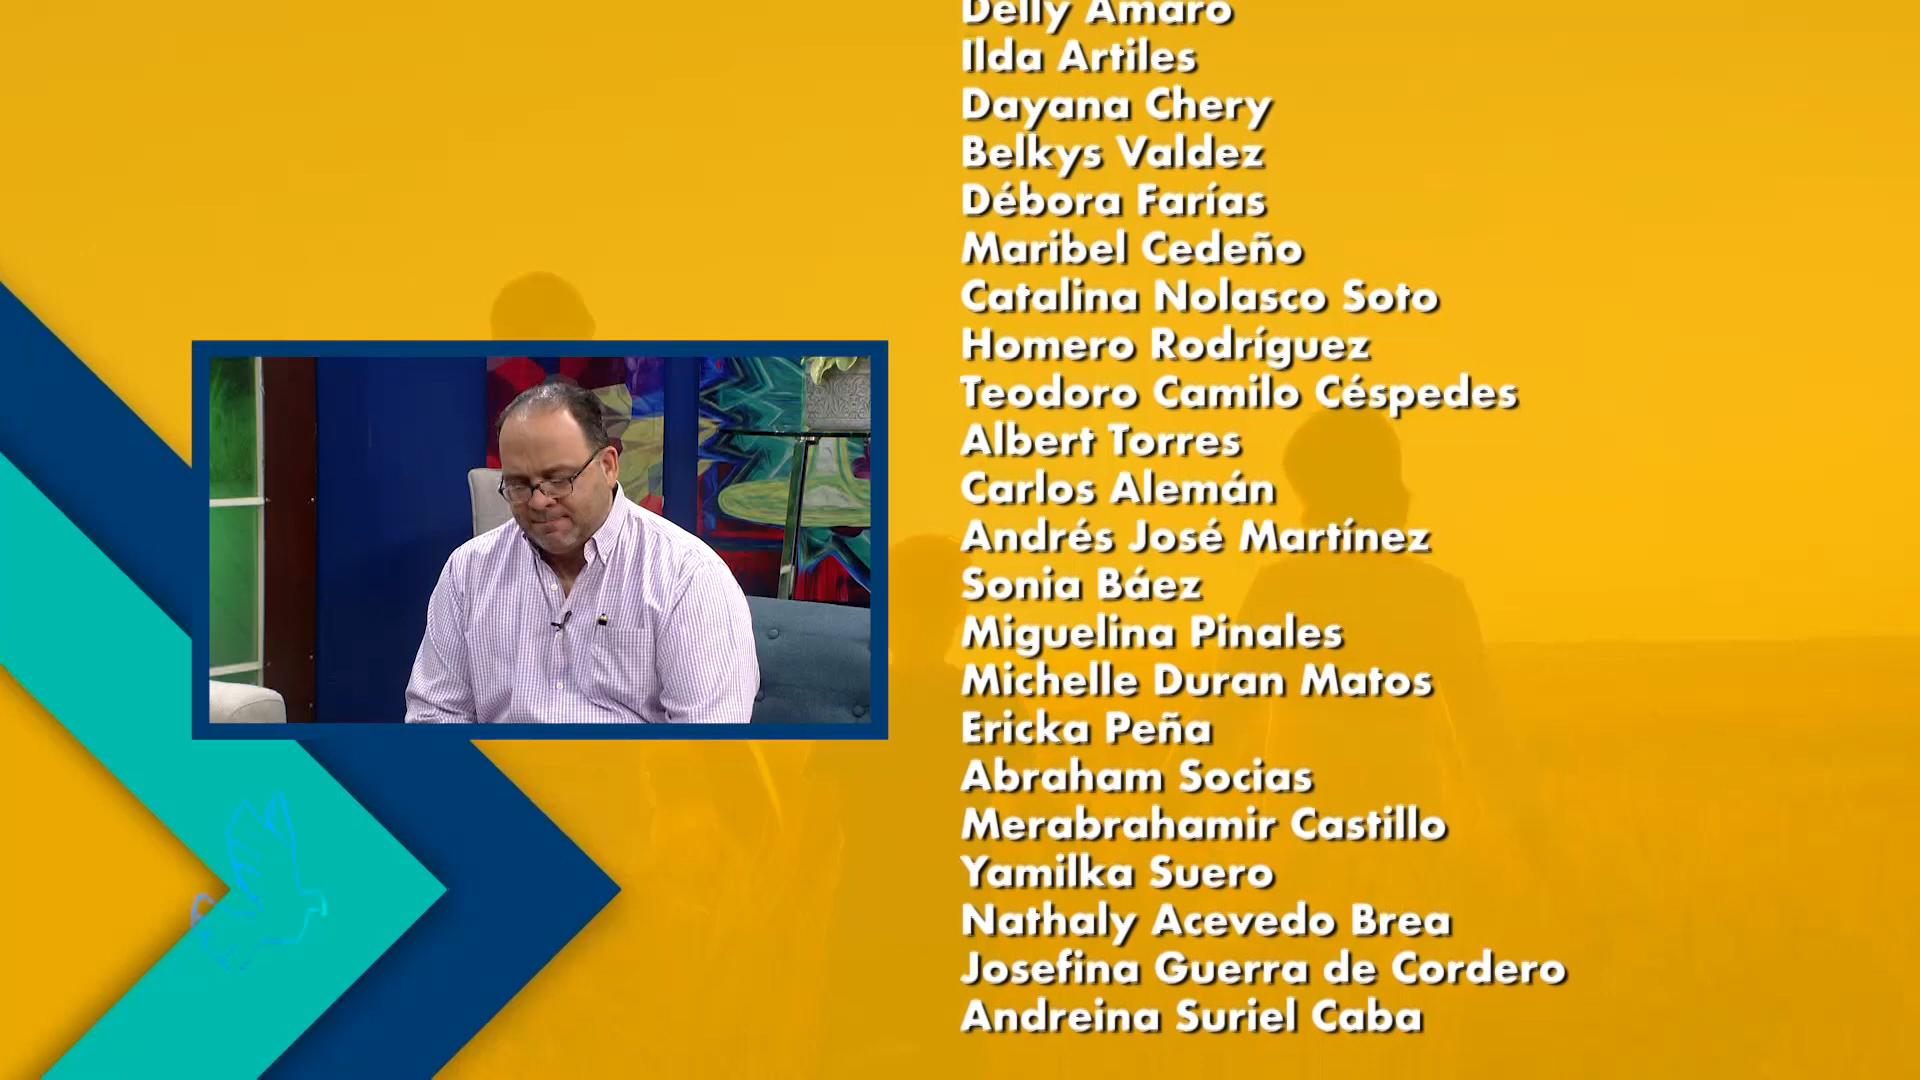 Delly Amaro
Ilda Artiles
Dayana Chery
Belkys Valdez
Débora Farías
Maribel Cedeño
Catalina Nolasco Soto
Homero Rodríguez
Teodoro Camilo Céspedes
Albert Torres
Carlos Alemán
Andrés José Martínez
Sonia Báez
Miguelina Pinales
Michelle Duran Matos
Ericka Peña
Abraham Socias
Merabrahamir Castillo
Yamilka Suero
Nathaly Acevedo Brea
Josefina Guerra de Cordero
Andreina Suriel Caba